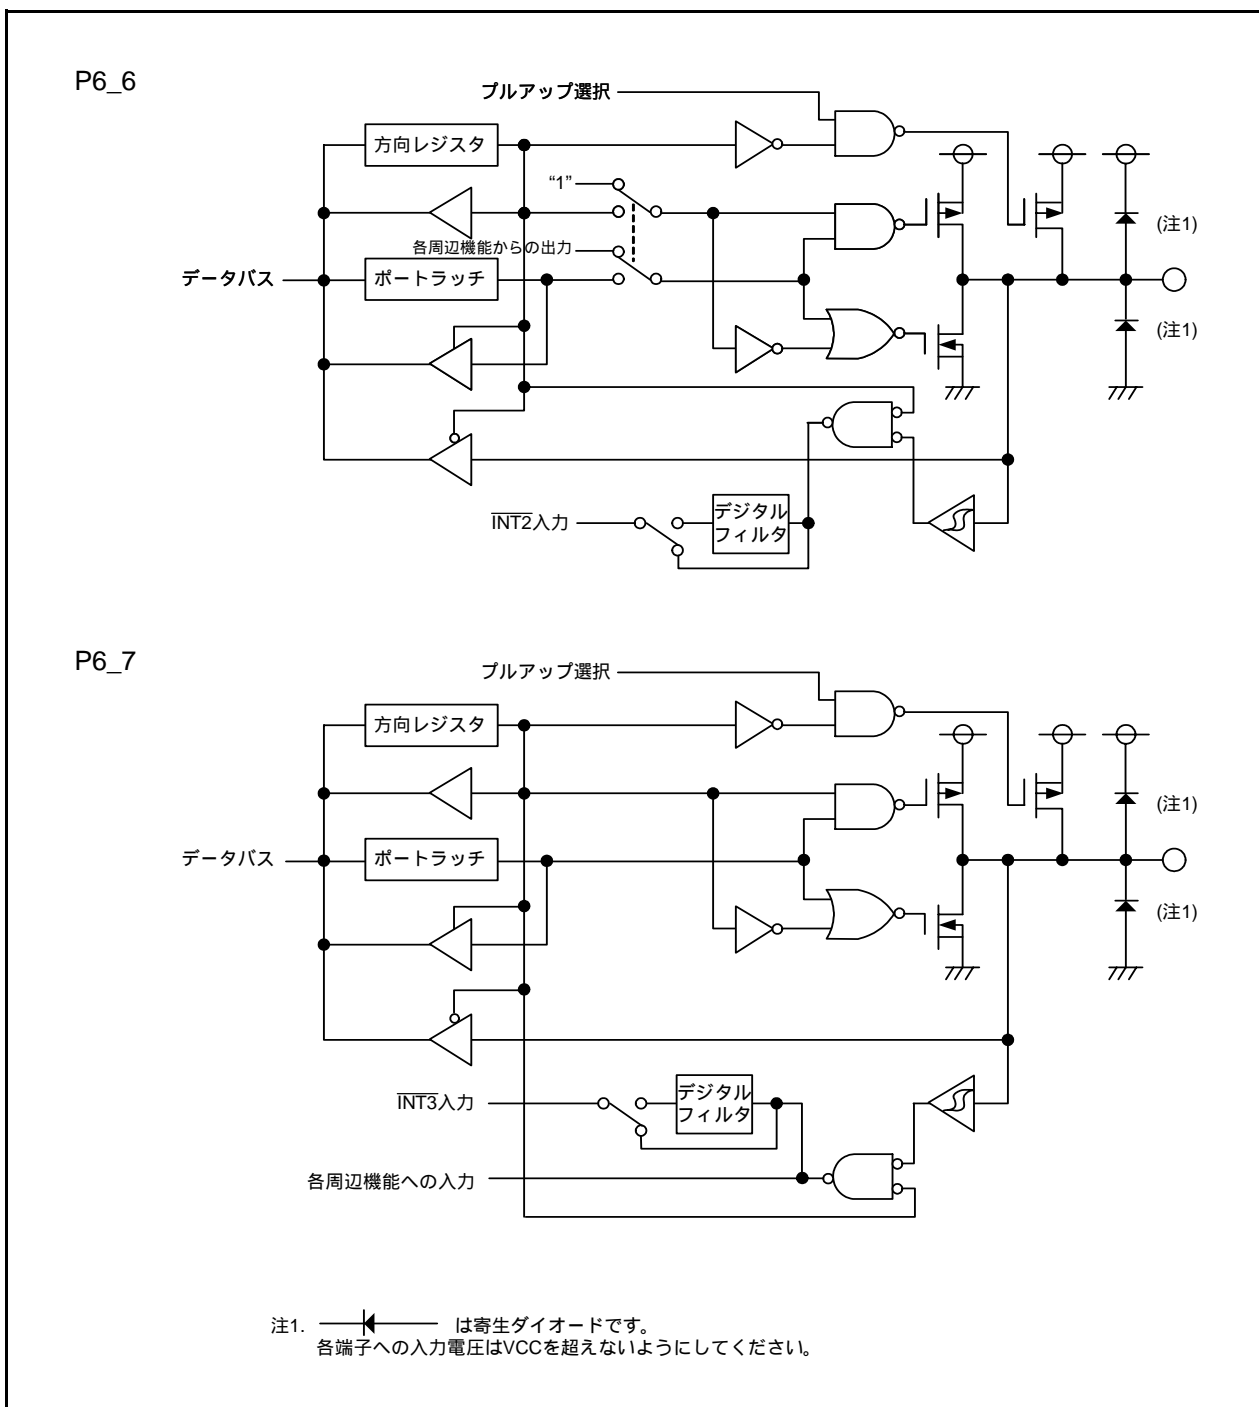 P6_6
プルアップ選択
方向レジスタ
“1”
各周辺機能からの出力
データバス
ポートラッチ
(注1)
(注1)
INT2入力
デジタル
フィルタ
P6_7
プルアップ選択
方向レジスタ
データバス
ポートラッチ
(注1)
(注1)
INT3入力
デジタル
フィルタ
各周辺機能への入力
注1. は寄生ダイオードです。
各端子への入力電圧はVCCを超えないようにしてください。